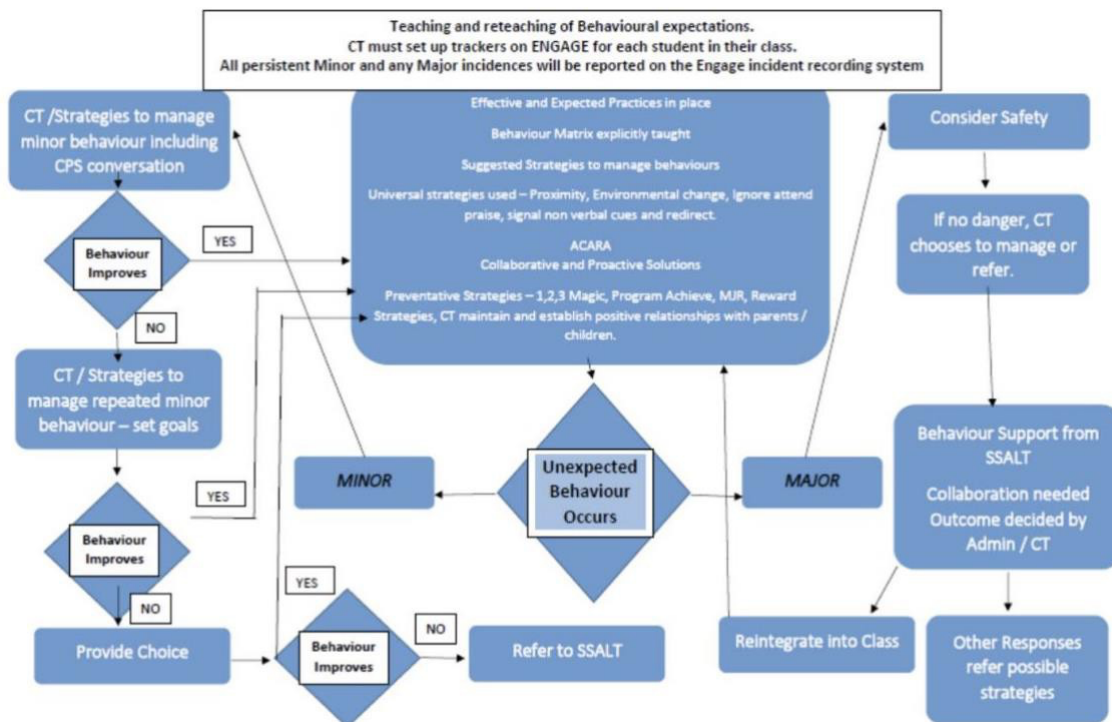 Teaching and reteaching of Behavioural expectations.
CT must set up trackers on ENGAGE for each student in their class.
All persistent Minor and any Major incidences will be reported on the Engage incident recording system
CT /Strategies to manage
minor behaviour including
CPS conversation
Effective and Expected Practices in place
Behaviour Matrix explicitly taught
Suggested Strategies to manage behaviours
Universal strategies used – Proximity, Environmental change, Ignore attend
praise, signal non verbal cues and redirect.
ACARA
Collaborative and Proactive Solutions
Preventative Strategies – 1,2,3 Magic, Program Achieve, MJR, Reward
Strategies, CT maintain and establish positive relationships with parents /
children.
Consider Safety
If no danger, CT
chooses to manage or
refer.
YES
Behaviour
Improves
NO
CT / Strategies to
manage repeated minor
behaviour – set goals
YES
Behaviour
Improves
NO
Provide Choice
MINOR
Unexpected
Behaviour
Occurs
MAJOR
Behaviour Support from
SSALT
Collaboration needed
Outcome decided by
Admin / CT
YES
Behaviour
Improves
NO
Refer to SSALT
Reintegrate into Class
Other Responses
refer possible
strategies